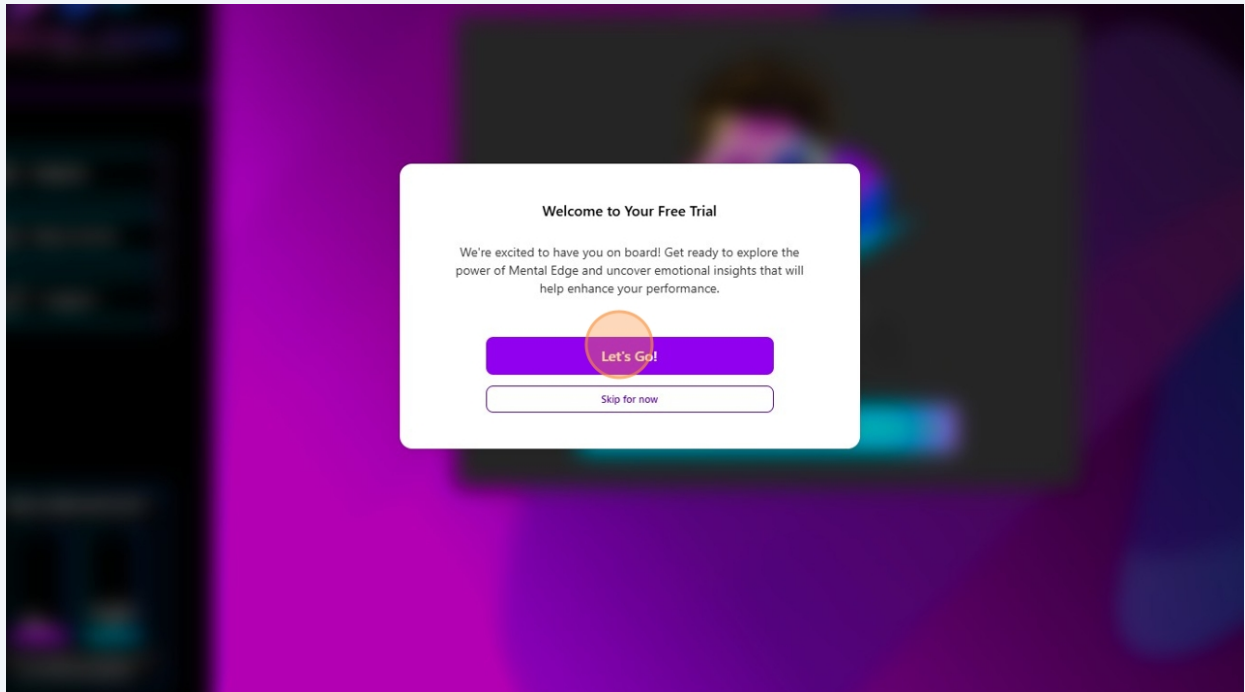 Welcome to Your Free Trial
We're excited to have you on board! Get ready to explore the
power of Mental Edge and uncover emotional insights that will
help enhance your performance.
Let's Go!
Skip for now